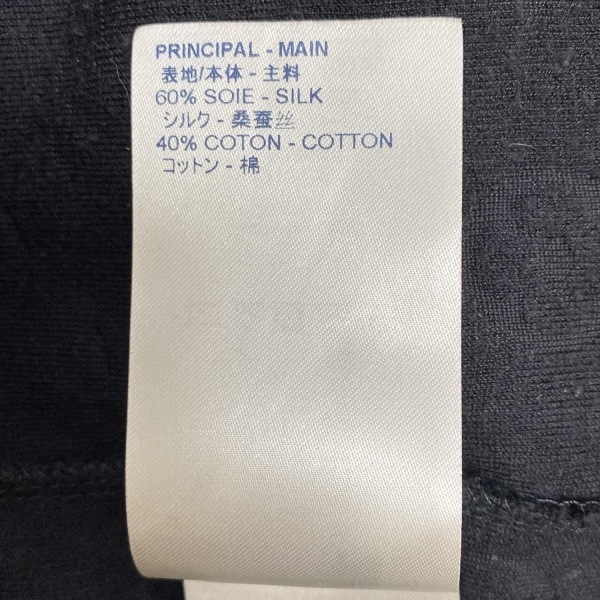 PRINCIPAL - MAIN
表地/本体 - 主料
60% SOIE - SILK
シルク - 桑蚕丝
40% COTON - COTTON
コットン - 棉